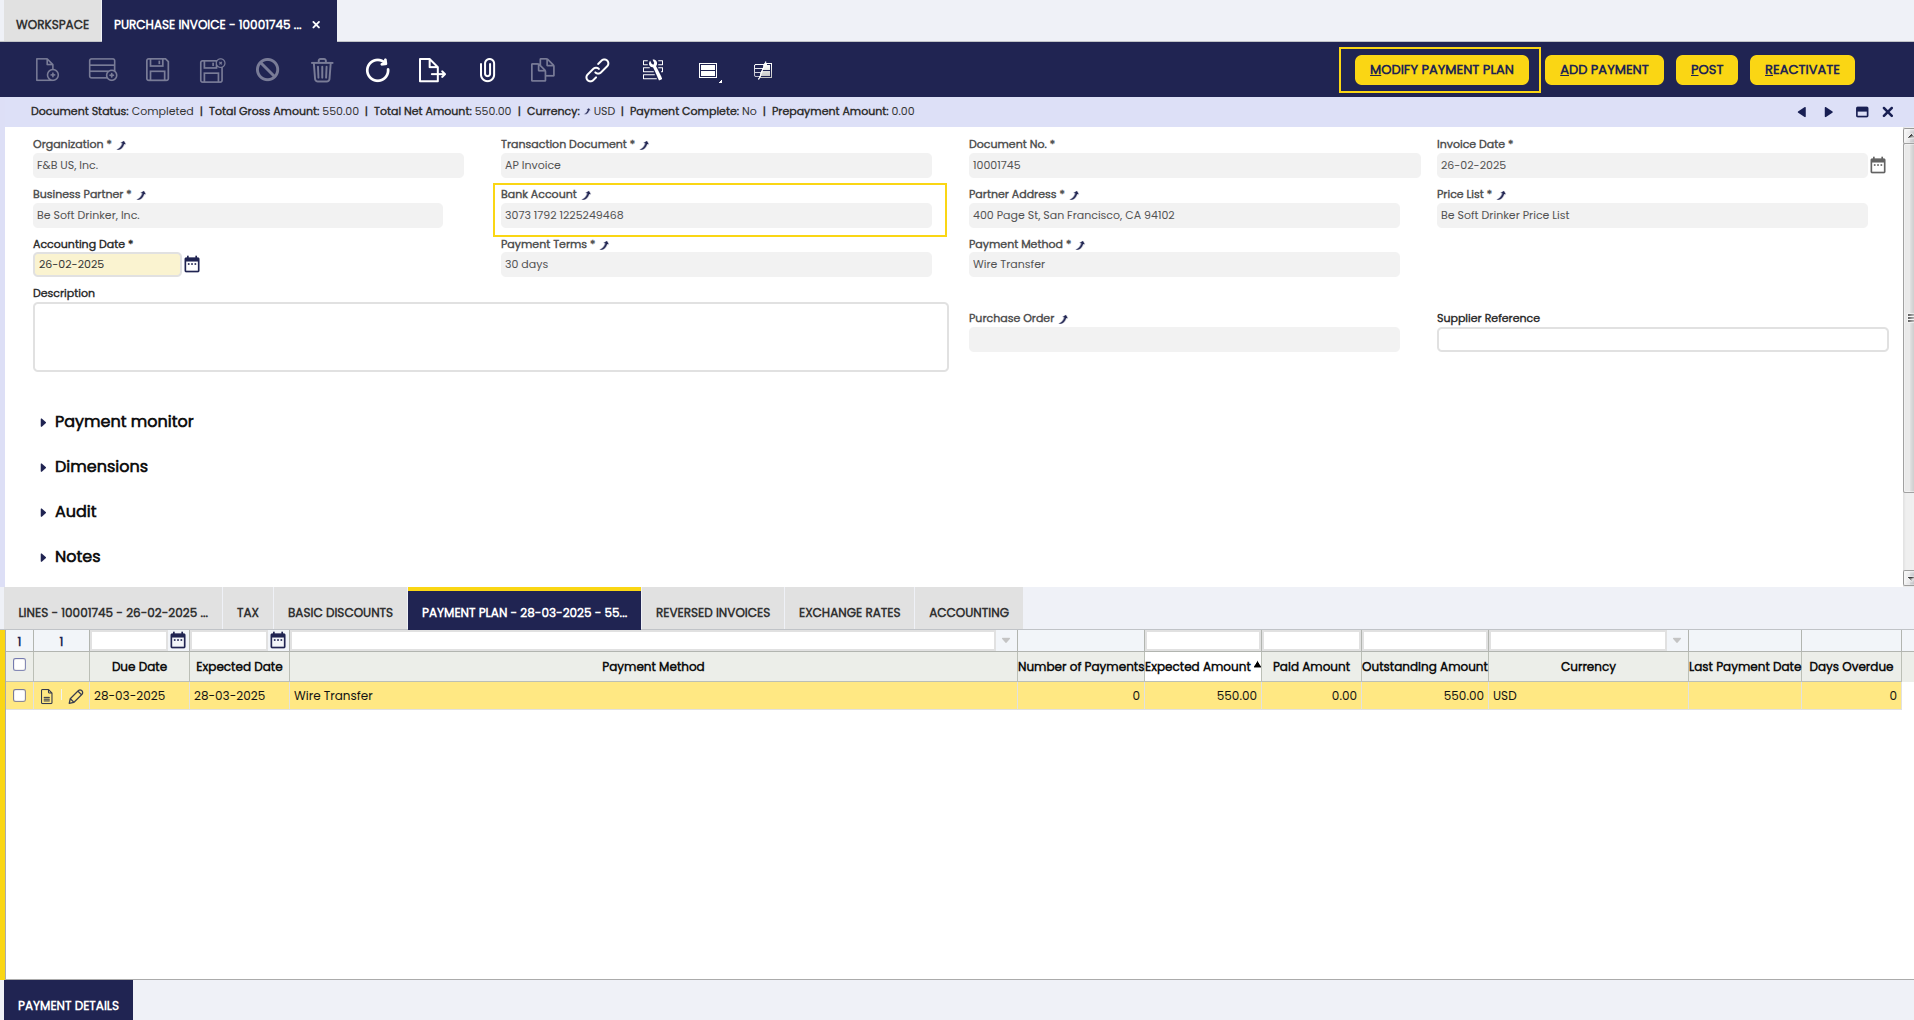 WORKSPACE
PURCHASE INVOICE - 10001745 ...
MODIFY PAYMENT PLAN
ADD PAYMENT
POST
REACTIVATE
Document Status: Completed | Total Gross Amount: 550.00 | Total Net Amount: 550.00 | Currency: USD | Payment Complete: No | Prepayment Amount: 0.00
Organization * Transaction Document * Document No. * Invoice Date *
F&B US, Inc. AP Invoice 10001745 26-02-2025
Business Partner * Bank Account Partner Address * Price List *
Be Soft Drinker, Inc. 3073 1792 1225249468 400 Page St, San Francisco, CA 94102 Be Soft Drinker Price List
Accounting Date * Payment Terms * Payment Method *
26-02-2025 30 days Wire Transfer
Description
Purchase Order Supplier Reference
Payment monitor
Dimensions
Audit
Notes
LINES - 10001745 - 26-02-2025 ... TAX BASIC DISCOUNTS PAYMENT PLAN - 28-03-2025 - 55... REVERSED INVOICES EXCHANGE RATES ACCOUNTING
1 1
Due Date Expected Date Payment Method Number of Payments Expected Amount Paid Amount Outstanding Amount Currency Last Payment Date Days Overdue
28-03-2025 28-03-2025 Wire Transfer 0 550.00 0.00 550.00 USD 0
PAYMENT DETAILS